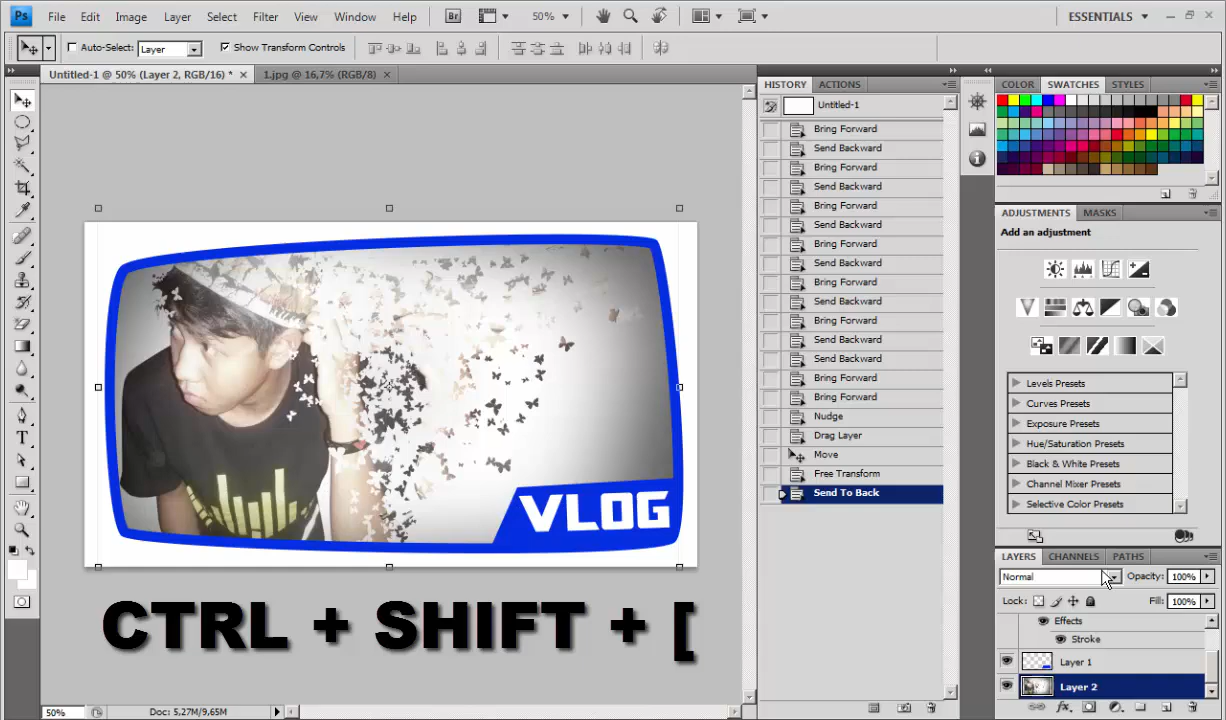 Ps File Edit Image Layer Select Filter View Window Help Br 50% ESSENTIALS
Auto-Select: Layer Show Transform Controls
Untitled-1 @ 50% (Layer 2, RGB/16) * × 1.jpg @ 16,7% (RGB/8) ×
HISTORY ACTIONS
Untitled-1
Bring Forward
Send Backward
Bring Forward
Send Backward
Bring Forward
Send Backward
Bring Forward
Send Backward
Bring Forward
Send Backward
Bring Forward
Send Backward
Send Backward
Bring Forward
Bring Forward
Nudge
Drag Layer
Move
Free Transform
Send To Back
COLOR SWATCHES STYLES
ADJUSTMENTS MASKS
Add an adjustment
Levels Presets
Curves Presets
Exposure Presets
Hue/Saturation Presets
Black & White Presets
Channel Mixer Presets
Selective Color Presets
LAYERS CHANNELS PATHS
Normal Opacity: 100%
Lock: Fill: 100%
Effects
Stroke
Layer 1
Layer 2
VLOG
CTRL + SHIFT + [
50% Doc: 5,27M/9,65M